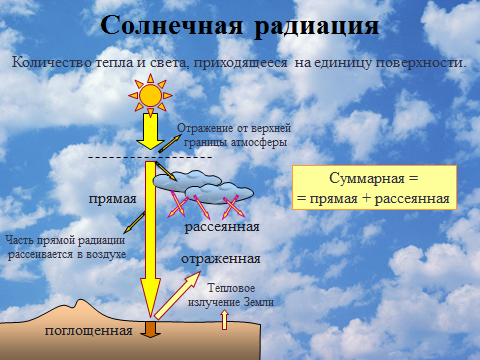 Солнечная радиация
Количество тепла и света, приходящееся на единицу поверхности.
Отражение от верхней
границы атмосферы
Суммарная =
= прямая + рассеянная
прямая
рассеянная
Часть прямой радиации
рассеивается в воздухе
отраженная
Тепловое
излучение Земли
поглощенная